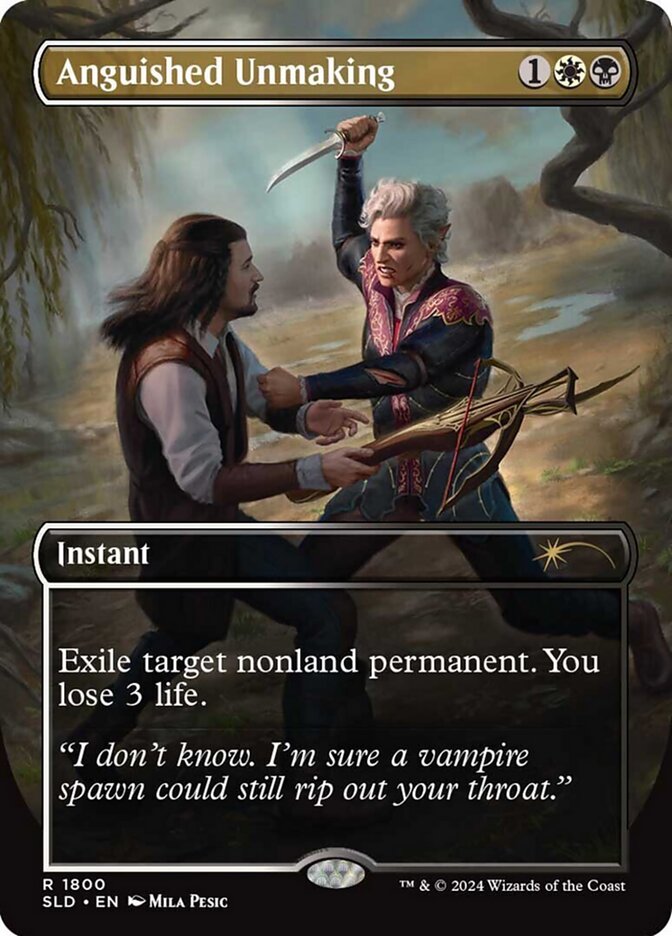 Anguished Unmaking 1
Instant
Exile target nonland permanent. You
lose 3 life.
“I don’t know. I’m sure a vampire
spawn could still rip out your throat.”
R 1800
SLD • EN Mila Pesic
™ & © 2024 Wizards of the Coast